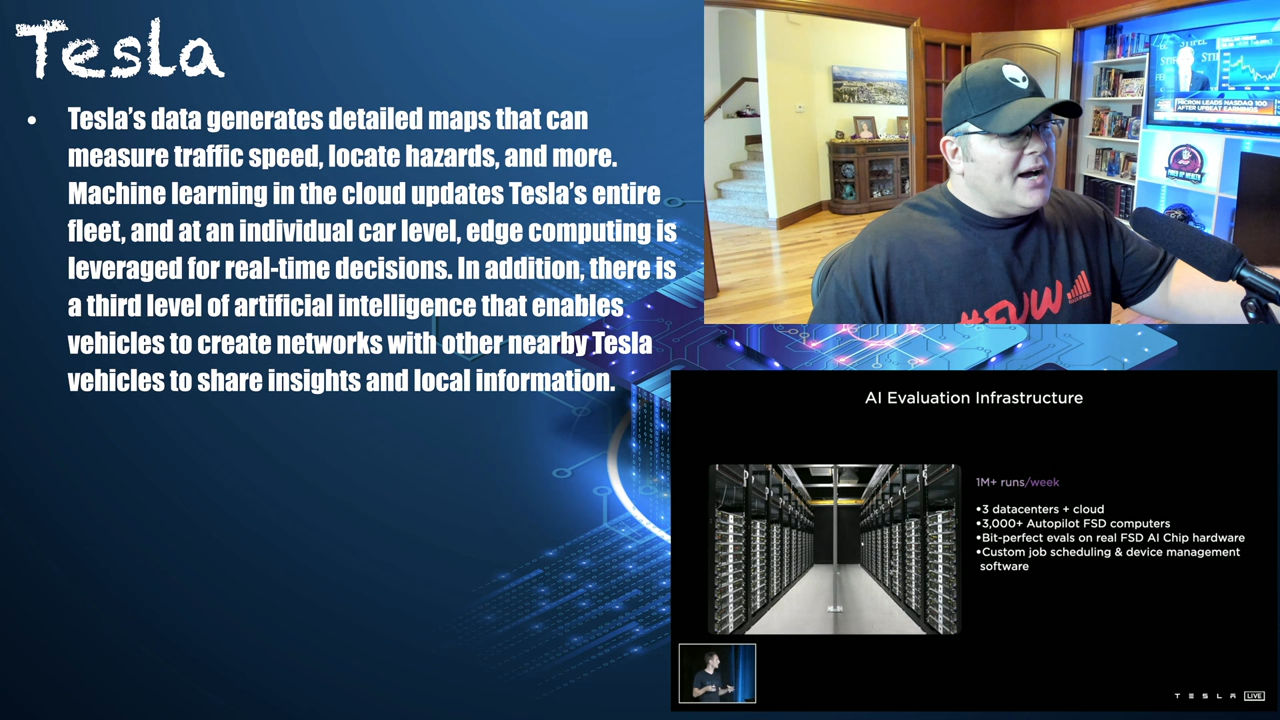 Tesla
• Tesla's data generates detailed maps that can
measure traffic speed, locate hazards, and more.
Machine learning in the cloud updates Tesla's entire
fleet, and at an individual car level, edge computing is
leveraged for real-time decisions. In addition, there is
a third level of artificial intelligence that enables
vehicles to create networks with other nearby Tesla
vehicles to share insights and local information.
STIFEL
MICRON LEADS NASDAQ 100
AFTER UPBEAT EARNINGS
#FUW
AI Evaluation Infrastructure
1M+ runs/week
•3 datacenters + cloud
•3,000+ Autopilot FSD computers
•Bit-perfect evals on real FSD AI Chip hardware
•Custom job scheduling & device management
software
TESLA LIVE